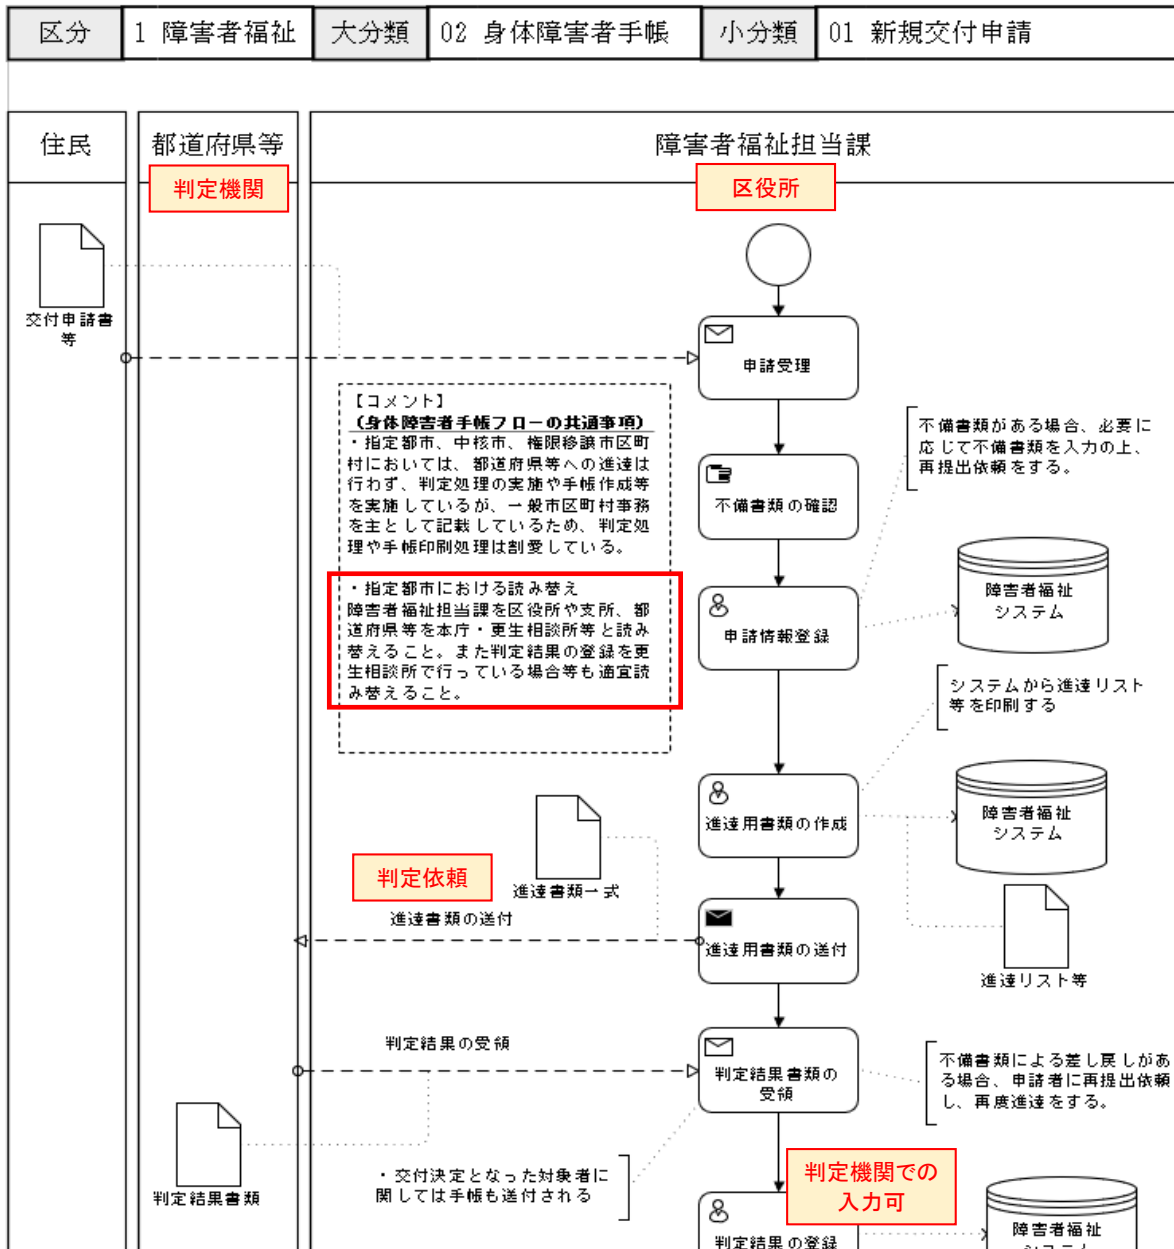 区分
1 障害者福祉
大分類
02 身体障害者手帳
小分類
01 新規交付申請
住民
都道府県等
障害者福祉担当課
判定機関
区役所
交付申請書
等
申請受理
【コメント】
(身体障害者手帳フローの共通事項)
・指定都市、中核市、権限移譲市区町
村においては、都道府県等への進達は
行わず、判定処理の実施や手帳作成等
を実施しているが、一般市区町村事務
を主として記載しているため、判定処
理や手帳印刷処理は割愛している。
・指定都市における読み替え
障害者福祉担当課を区役所や支所、都
道府県等を本庁・更生相談所等と読み
替えること。また判定結果の登録を更
生相談所で行っている場合等も適宜読
み替えること。
不備書類がある場合、必要に
応じて不備書類を入力の上、
再提出依頼をする。
不備書類の確認
障害者福祉
システム
申請情報登録
システムから進達リスト
等を印刷する
進達用書類の作成
障害者福祉
システム
判定依頼
進達書類一式
進達書類の送付
進達用書類の送付
進達リスト等
判定結果の受領
判定結果書類の
受領
不備書類による差し戻しがあ
る場合、申請者に再提出依頼
し、再度進達をする。
判定結果書類
・交付決定となった対象者に
関しては手帳も送付される
判定機関での
入力可
判定結果の登録
障害者福祉
システム